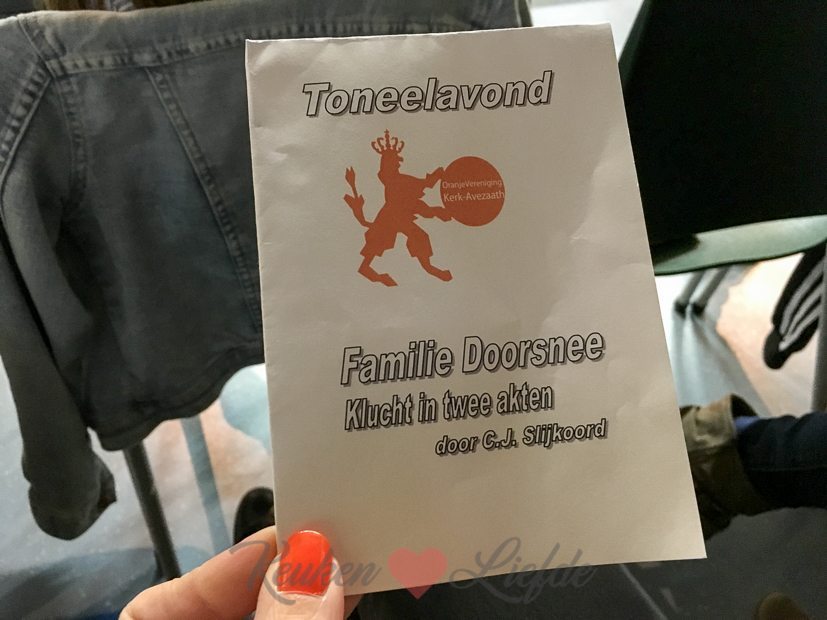 Toneelavond
OranjeVereniging
Kerk-Avezaath
Familie Doorsnee
Klucht in twee akten
door C.J. Slijkoord
Keuken Liefde